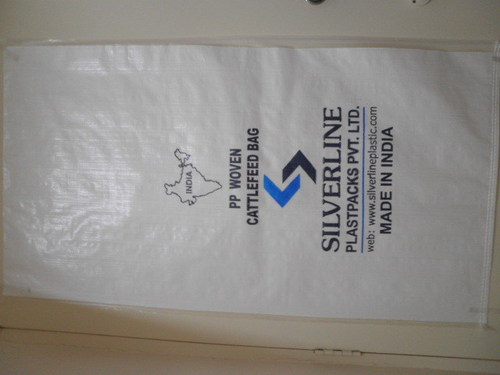 INDIA
PP WOVEN
CATTLEFEED BAG
SILVERLINE
PLASTPACKS PVT. LTD.
web: www.silverlineplastic.com
MADE IN INDIA